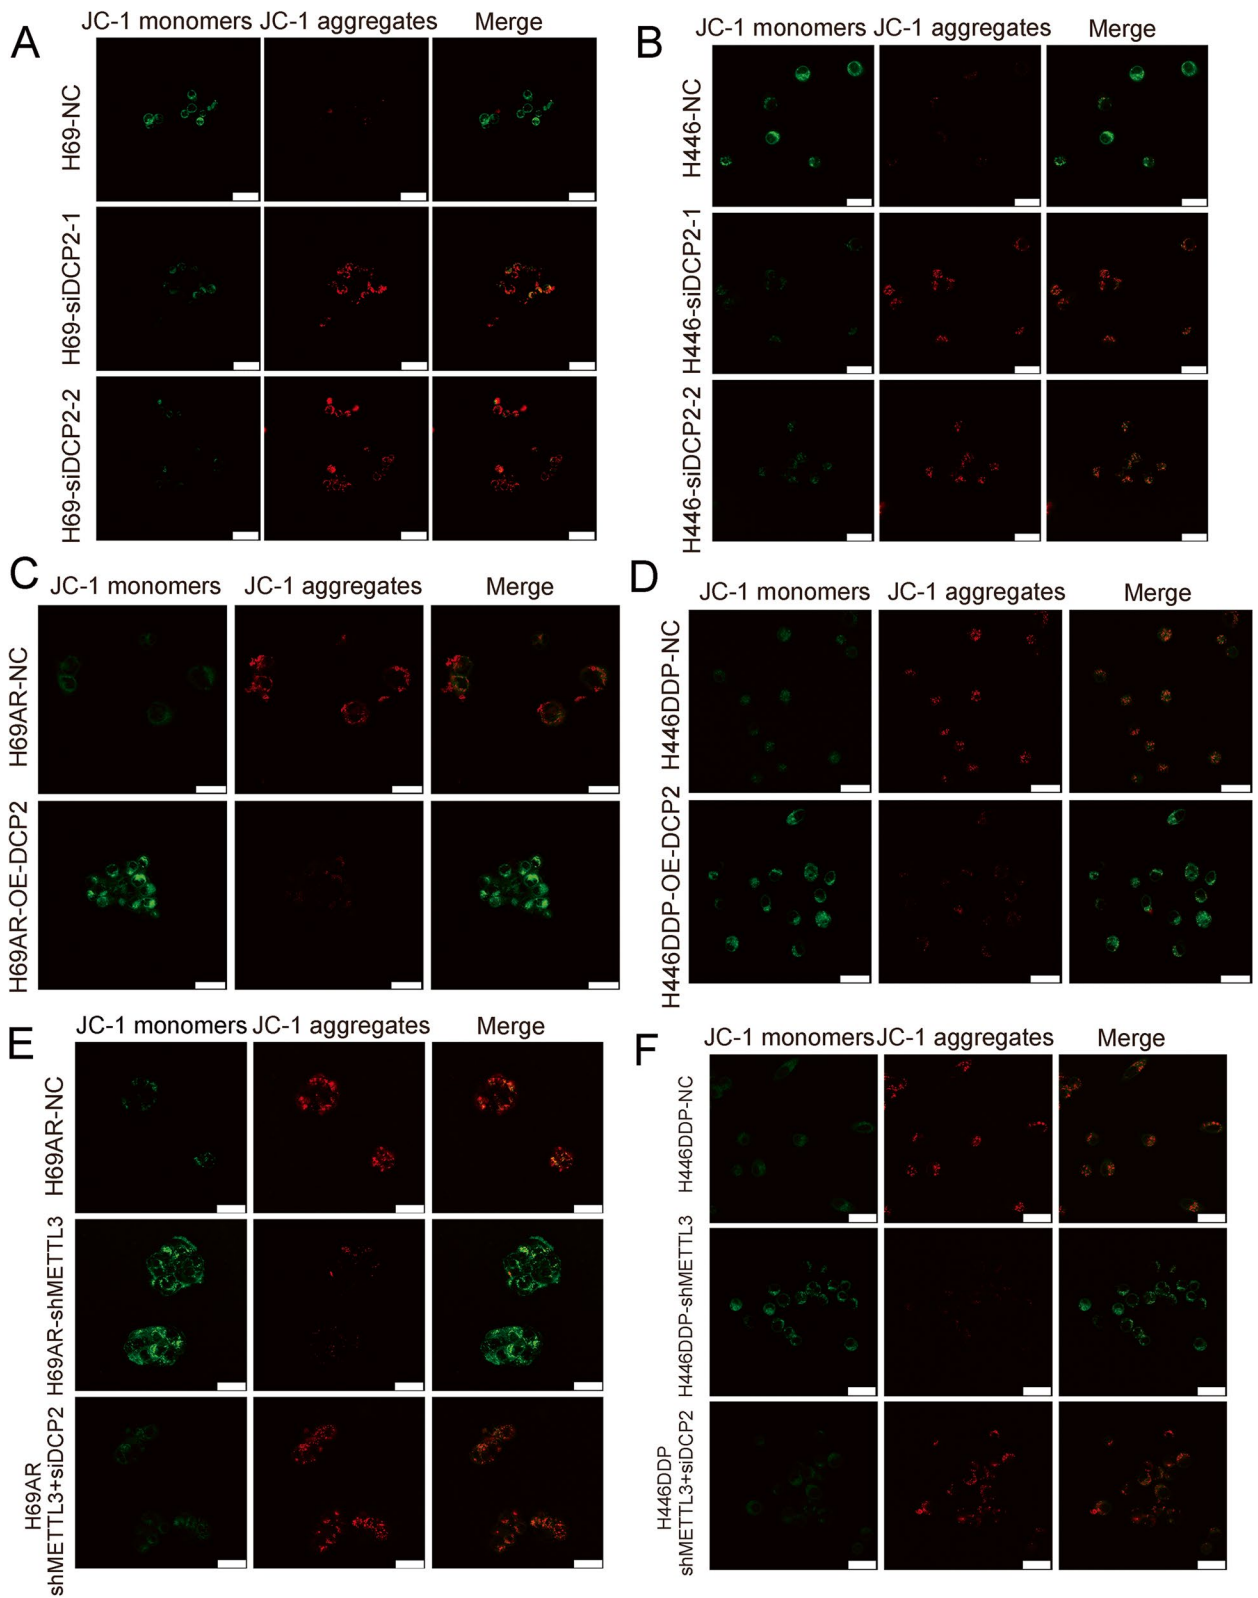 A
JC-1 monomers JC-1 aggregates Merge
H69-NC
H69-siDCP2-1
H69-siDCP2-2
B
JC-1 monomers JC-1 aggregates Merge
H446-NC
H446-siDCP2-1
H446-siDCP2-2
C
JC-1 monomers JC-1 aggregates Merge
H69AR-NC
H69AR-OE-DCP2
D
JC-1 monomers JC-1 aggregates Merge
H446DDP-NC
H446DDP-OE-DCP2
E
JC-1 monomers JC-1 aggregates Merge
H69AR-NC
H69AR-shMETTL3
H69AR
shMETTL3+siDCP2
F
JC-1 monomers JC-1 aggregates Merge
H446DDP-NC
H446DDP-shMETTL3
H446DDP
shMETTL3+siDCP2